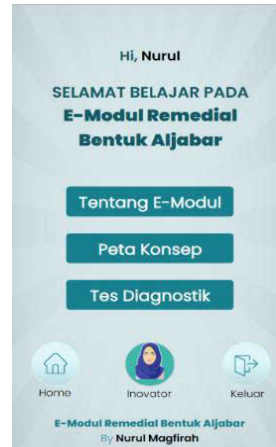 Hi, Nurul
SELAMAT BELAJAR PADA
E-Modul Remedial
Bentuk Aljabar
Tentang E-Modul
Peta Konsep
Tes Diagnostik
Home
Inovator
Keluar
E-Modul Remedial Bentuk Aljabar
By Nurul Magfirah